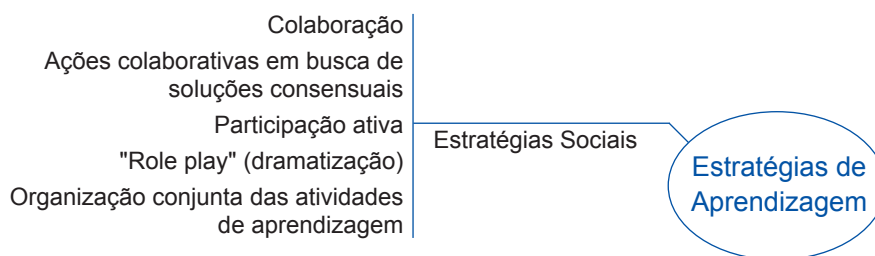 Colaboração
Ações colaborativas em busca de
soluções consensuais
Participação ativa
"Role play" (dramatização)
Organização conjunta das atividades
de aprendizagem
Estratégias Sociais
Estratégias de
Aprendizagem